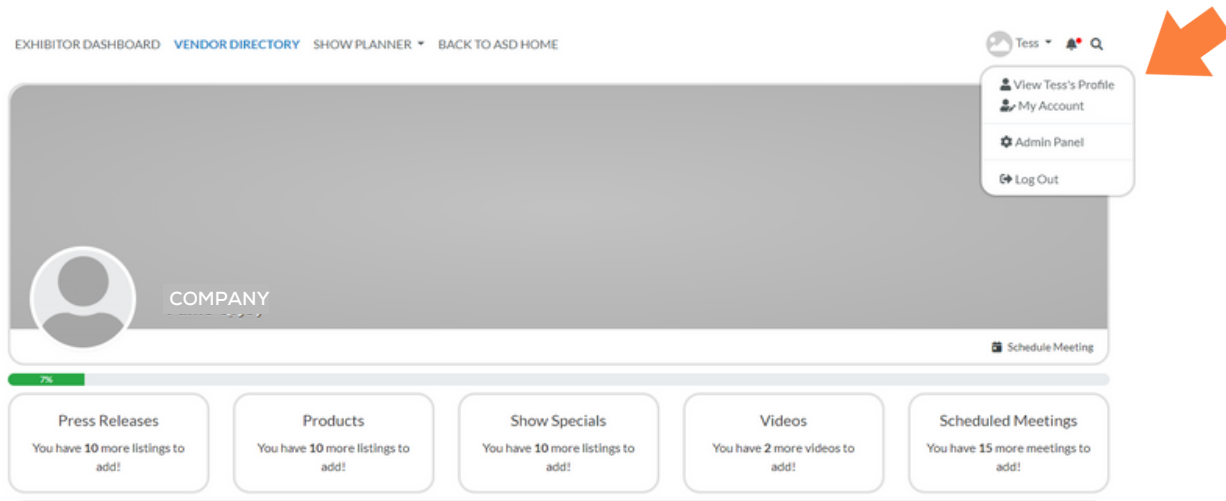 EXHIBITOR DASHBOARD VENDOR DIRECTORY SHOW PLANNER BACK TO ASD HOME
Tess
View Tess's Profile
My Account
Admin Panel
Log Out
COMPANY
Schedule Meeting
7%
Press Releases
You have 10 more listings to
add!
Products
You have 10 more listings to
add!
Show Specials
You have 10 more listings to
add!
Videos
You have 2 more videos to
add!
Scheduled Meetings
You have 15 more meetings to
add!